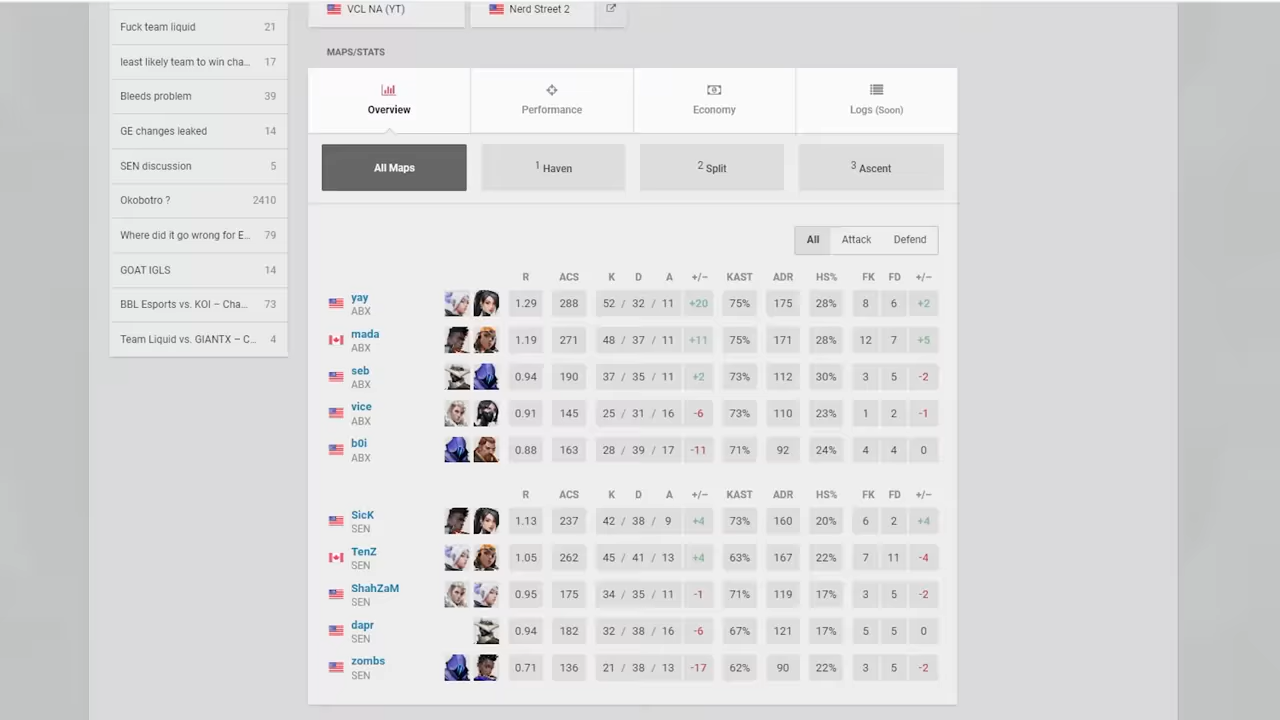 VCL NA (YT) Nerd Street 2
Fuck team liquid 21
least likely team to win cha... 17
Bleeds problem 39
GE changes leaked 14
SEN discussion 5
Okobotro ? 2410
Where did it go wrong for E... 79
GOAT IGLS 14
BBL Esports vs. KOI – Cha... 73
Team Liquid vs. GIANTX – C... 4
MAPS/STATS
Overview Performance Economy Logs (Soon)
All Maps 1 Haven 2 Split 3 Ascent
All Attack Defend
R ACS K D A +/– KAST ADR HS% FK FD +/–
yay 1.29 288 52 / 32 / 11 +20 75% 175 28% 8 6 +2
ABX
mada 1.19 271 48 / 37 / 11 +11 75% 171 28% 12 7 +5
ABX
seb 0.94 190 37 / 35 / 11 +2 73% 112 30% 3 5 -2
ABX
vice 0.91 145 25 / 31 / 16 -6 73% 110 23% 1 2 -1
ABX
b0i 0.88 163 28 / 39 / 17 -11 71% 92 24% 4 4 0
ABX
R ACS K D A +/– KAST ADR HS% FK FD +/–
SicK 1.13 237 42 / 38 / 9 +4 73% 160 20% 6 2 +4
SEN
TenZ 1.05 262 45 / 41 / 13 +4 63% 167 22% 7 11 -4
SEN
ShahZaM 0.95 175 34 / 35 / 11 -1 71% 119 17% 3 5 -2
SEN
dapr 0.94 182 32 / 38 / 16 -6 67% 121 17% 5 5 0
SEN
zombs 0.71 136 21 / 38 / 13 -17 62% 22% 3 5 -2
SEN